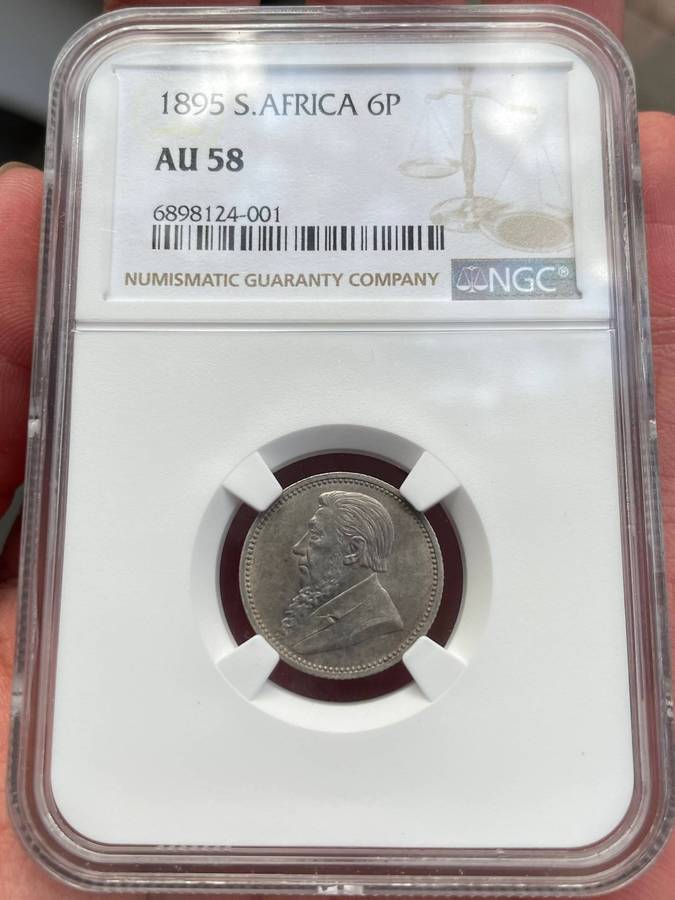 1895 S.AFRICA 6P
AU 58
6898124-001
NUMISMATIC GUARANTY COMPANY NGC®